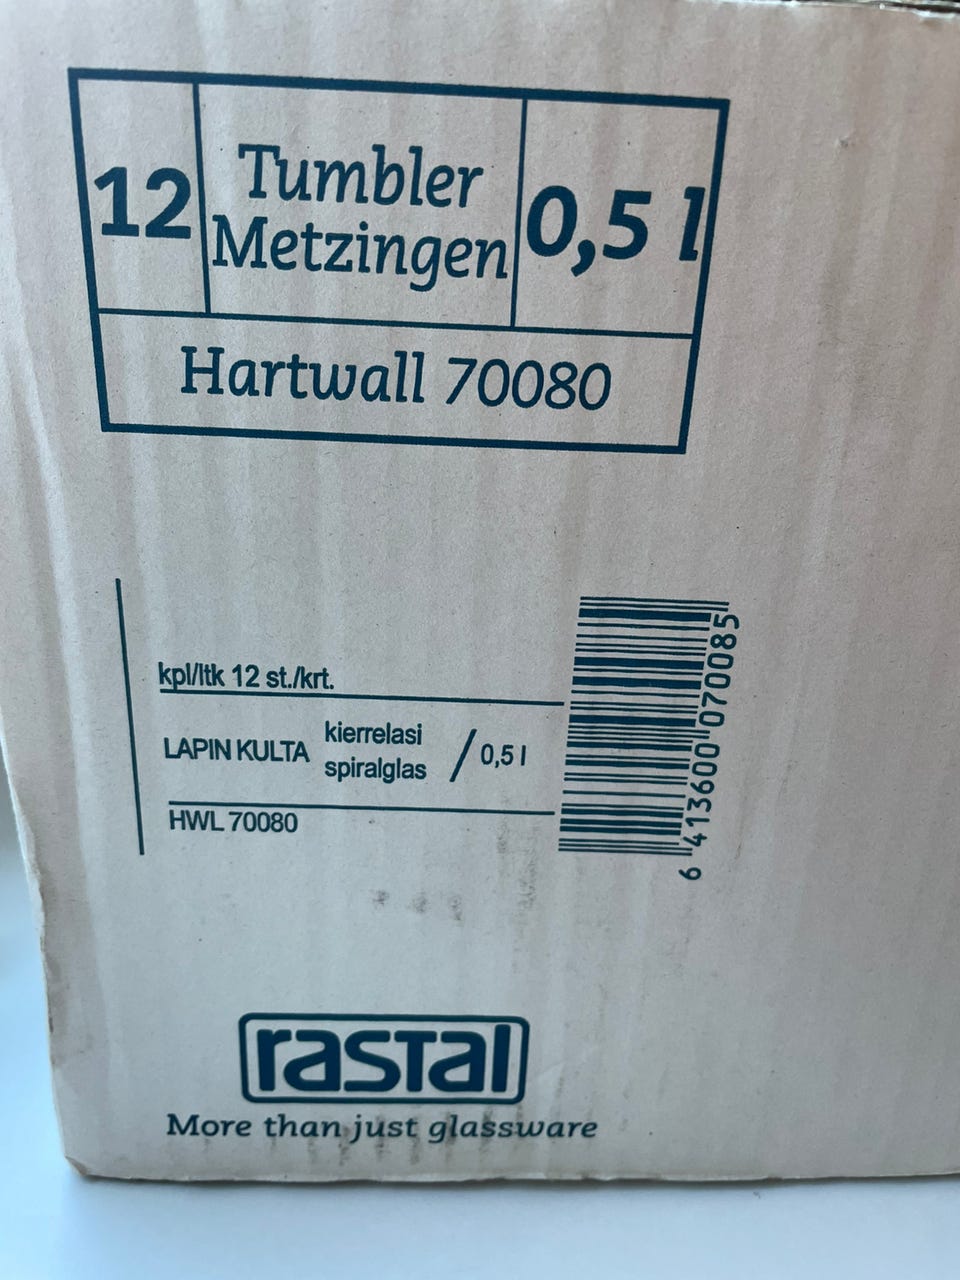 12
Tumbler
Metzingen
0,5 l
Hartwall 70080
kpl/ltk 12 st./krt.
LAPIN KULTA
kierrelasi
spiralglas
/ 0,5 l
HWL 70080
6 413600 070085
rastal
More than just glassware